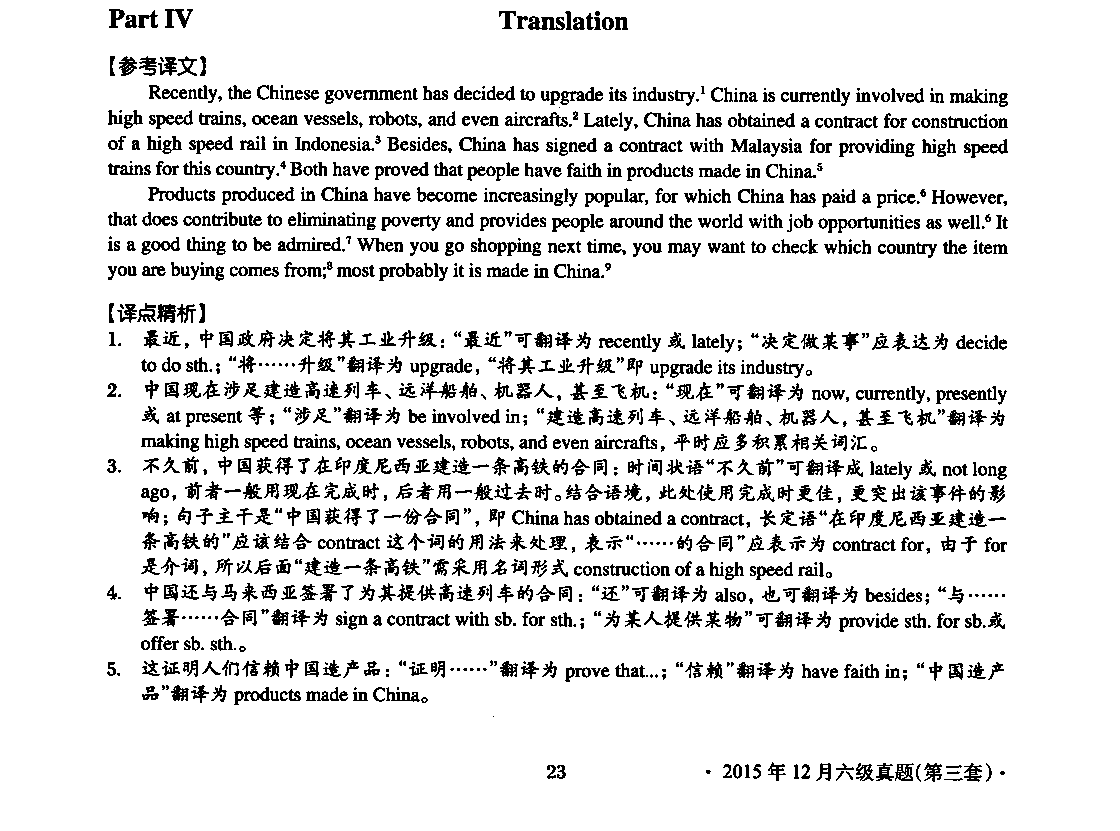 Part IV Translation
【参考译文】
Recently, the Chinese government has decided to upgrade its industry.¹ China is currently involved in making
high speed trains, ocean vessels, robots, and even aircrafts.² Lately, China has obtained a contract for construction
of a high speed rail in Indonesia.³ Besides, China has signed a contract with Malaysia for providing high speed
trains for this country.⁴ Both have proved that people have faith in products made in China.⁵
Products produced in China have become increasingly popular, for which China has paid a price.⁶ However,
that does contribute to eliminating poverty and provides people around the world with job opportunities as well.⁶ It
is a good thing to be admired.⁷ When you go shopping next time, you may want to check which country the item
you are buying comes from;⁸ most probably it is made in China.⁹
【译点精析】
1. 最近，中国政府决定将其工业升级：“最近”可翻译为 recently 或 lately；“决定做某事”应表达为 decide
to do sth.；“将……升级”翻译为 upgrade，“将其工业升级”即 upgrade its industry。
2. 中国现在涉足建造高速列车、远洋船舶、机器人，甚至飞机：“现在”可翻译为 now, currently, presently
或 at present 等；“涉足”翻译为 be involved in；“建造高速列车、远洋船舶、机器人，甚至飞机”翻译为
making high speed trains, ocean vessels, robots, and even aircrafts，平时应多积累相关词汇。
3. 不久前，中国获得了在印度尼西亚建造一条高铁的合同：时间状语“不久前”可翻译成 lately 或 not long
ago，前者一般用现在完成时，后者用一般过去时。结合语境，此处使用完成时更佳，更突出该事件的影
响；句子主干是“中国获得了一份合同”，即 China has obtained a contract，长定语“在印度尼西亚建造一
条高铁的”应该结合 contract 这个词的用法来处理，表示“……的合同”应表示为 contract for，由于 for
是介词，所以后面“建造一条高铁”需采用名词形式 construction of a high speed rail。
4. 中国还与马来西亚签署了为其提供高速列车的合同：“还”可翻译为 also，也可翻译为 besides；“与……
签署……合同”翻译为 sign a contract with sb. for sth.；“为某人提供某物”可翻译为 provide sth. for sb.或
offer sb. sth.。
5. 这证明人们信赖中国造产品：“证明……”翻译为 prove that...；“信赖”翻译为 have faith in；“中国造产
品”翻译为 products made in China。
23 · 2015 年 12 月六级真题(第三套) ·